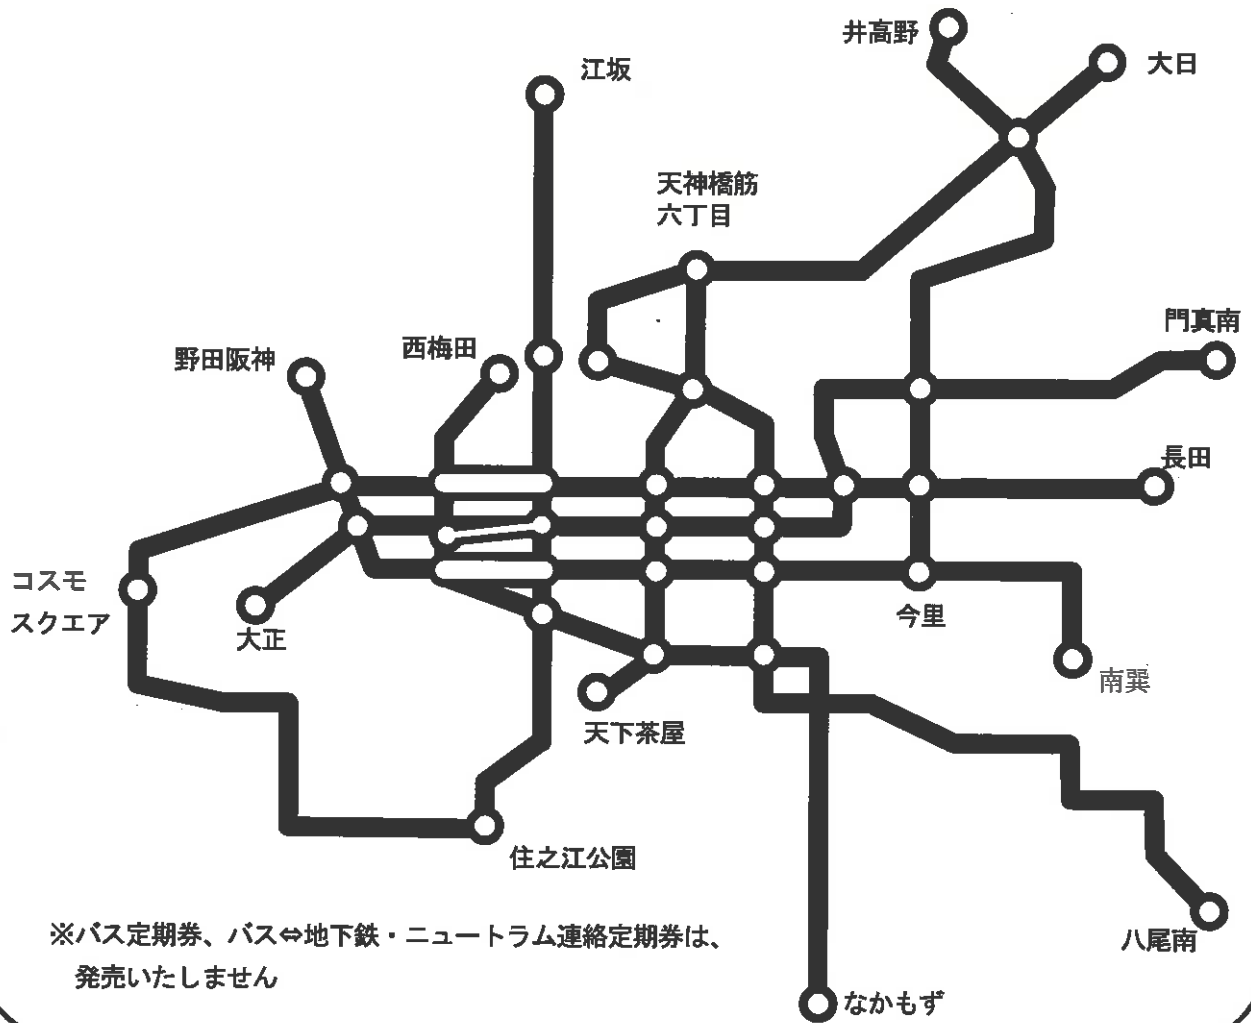 井高野
大日
江坂
天神橋筋
六丁目
門真南
西梅田
野田阪神
長田
コスモ
スクエア
大正
今里
南巽
天下茶屋
住之江公園
※バス定期券、バス⇔地下鉄・ニュートラム連絡定期券は、
発売いたしません
八尾南
なかもず